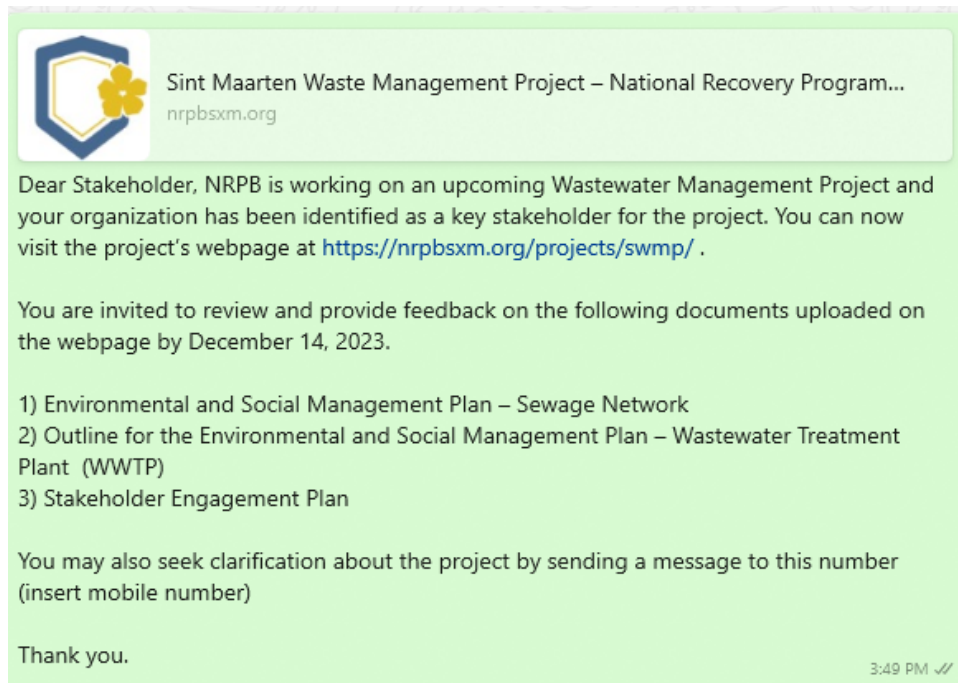 Sint Maarten Waste Management Project – National Recovery Program...
nrpbsxm.org
Dear Stakeholder, NRPB is working on an upcoming Wastewater Management Project and
your organization has been identified as a key stakeholder for the project. You can now
visit the project's webpage at https://nrpbsxm.org/projects/swmp/ .
You are invited to review and provide feedback on the following documents uploaded on
the webpage by December 14, 2023.
1) Environmental and Social Management Plan – Sewage Network
2) Outline for the Environmental and Social Management Plan – Wastewater Treatment
Plant  (WWTP)
3) Stakeholder Engagement Plan
You may also seek clarification about the project by sending a message to this number
(insert mobile number)
Thank you.
3:49 PM